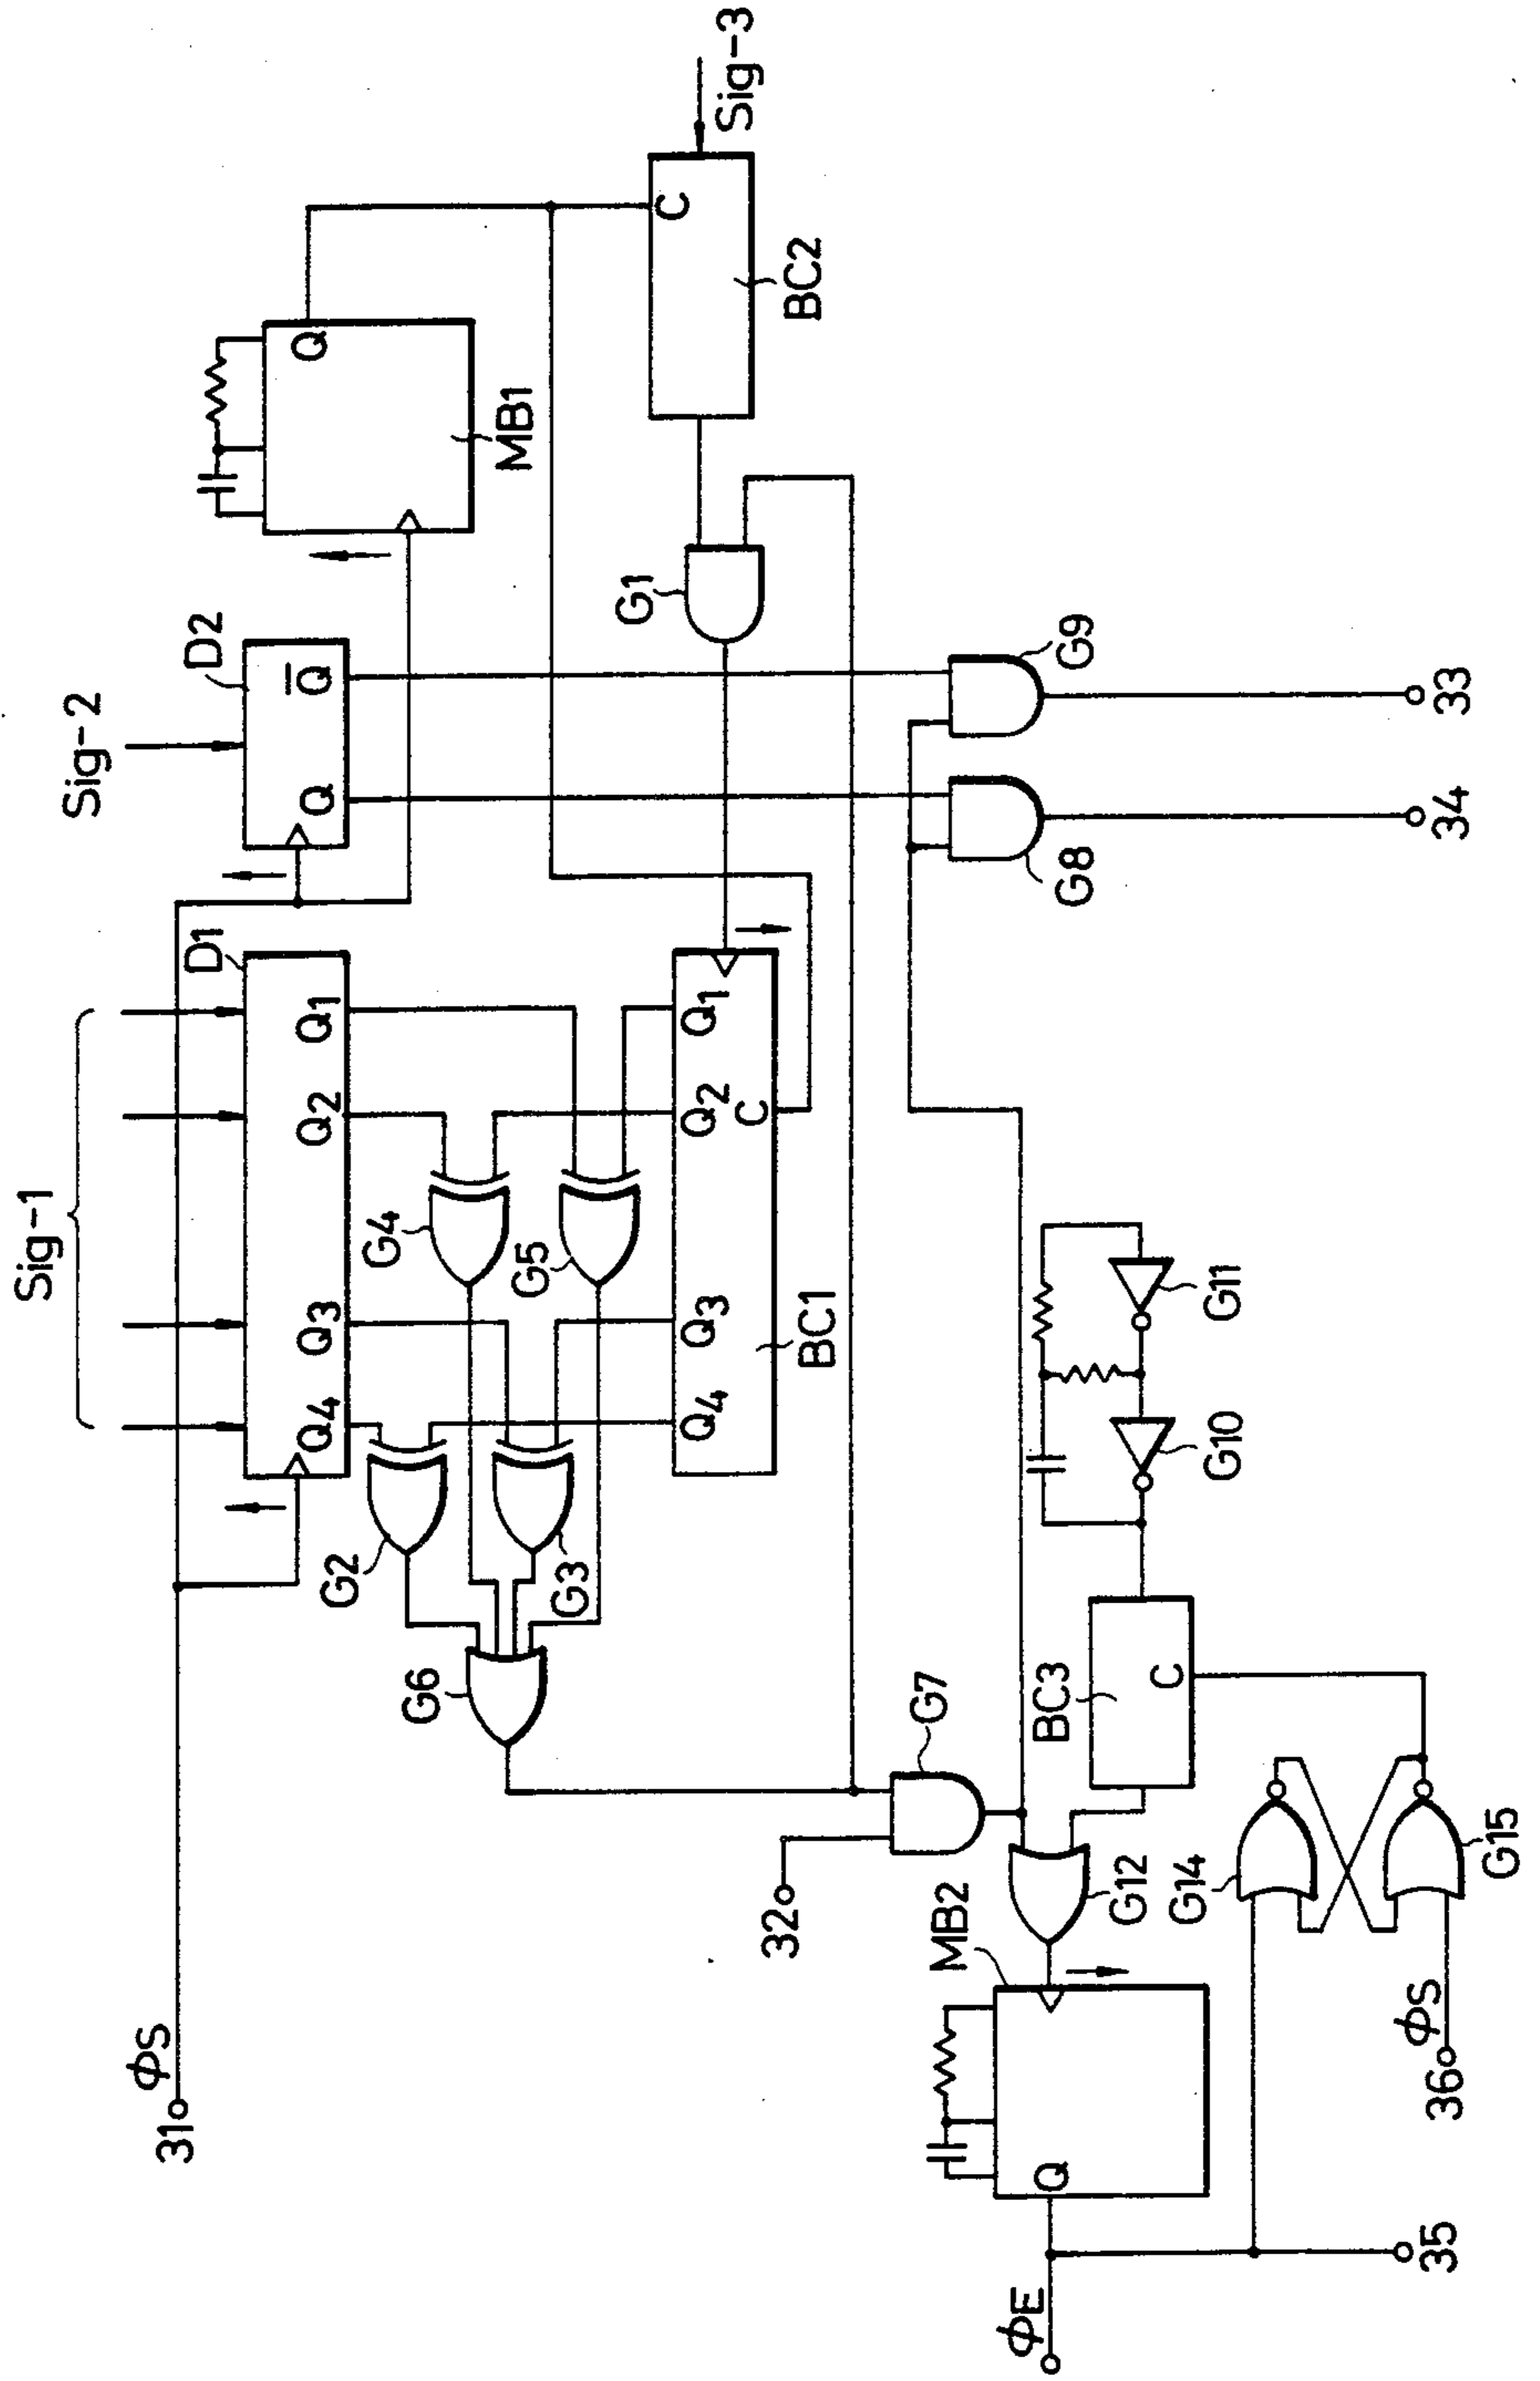 Sig-1
Sig-2
Sig-3
31
φS
D1
Q4
Q3
Q2
Q1
D2
Q
Q̅
MB1
Q
BC2
C
G1
G2
G3
G4
G5
G6
BC1
Q4
Q3
Q2
Q1
C
G7
32
G8
G9
34
33
G10
G11
BC3
C
G12
MB2
Q
G14
G15
φE
35
36
φS